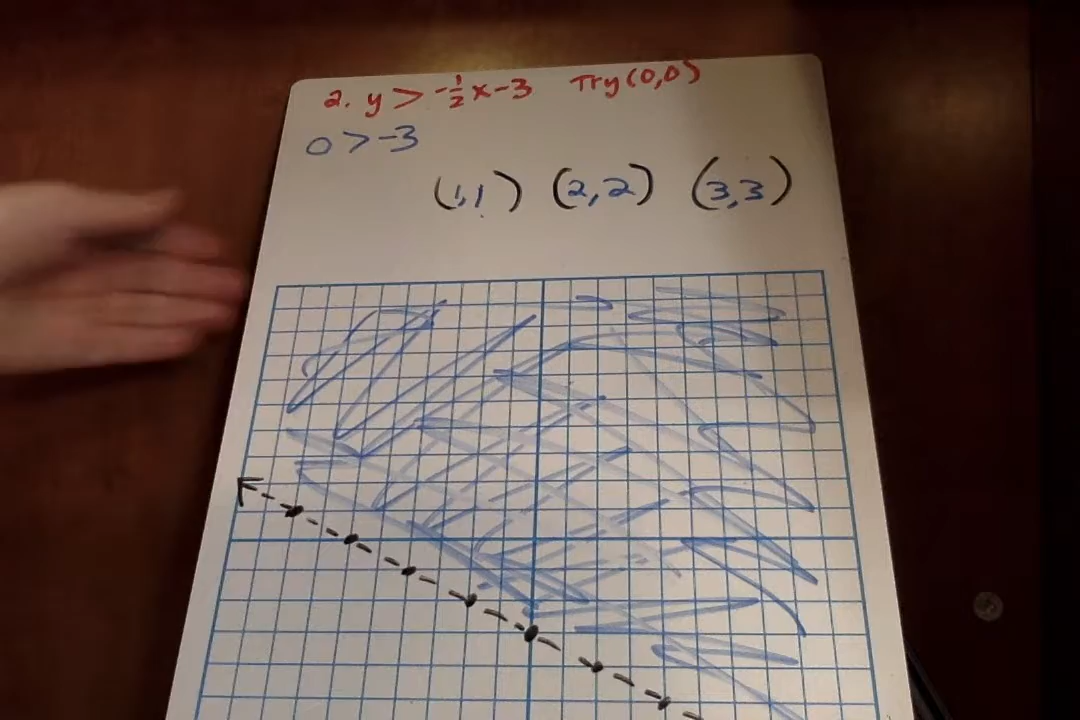 2. y > -½x-3 Try (0,0)
0 > -3
(1,1) (2,2) (3,3)